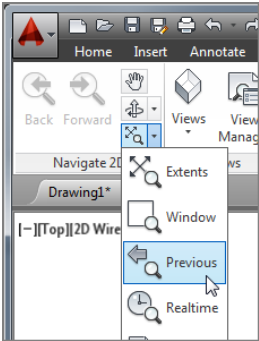 Home Insert Annotate
Back Forward
Views
View
Manag
Navigate 2D
ws
Drawing1*
[−][Top][2D Wire
Extents
Window
Previous
Realtime